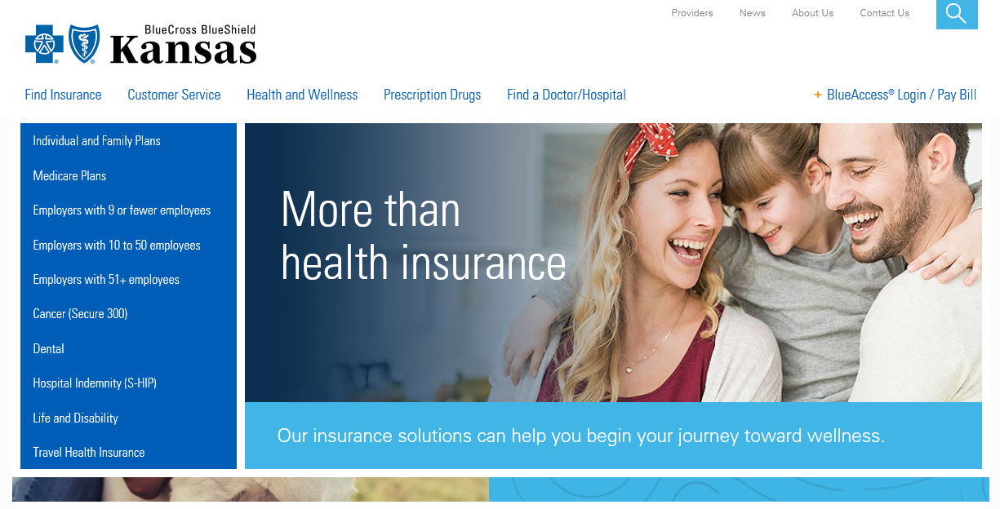 Providers News About Us Contact Us
BlueCross BlueShield
Kansas
Find Insurance Customer Service Health and Wellness Prescription Drugs Find a Doctor/Hospital + BlueAccess® Login / Pay Bill
Individual and Family Plans
Medicare Plans
Employers with 9 or fewer employees
Employers with 10 to 50 employees
Employers with 51+ employees
Cancer (Secure 300)
Dental
Hospital Indemnity (S-HIP)
Life and Disability
Travel Health Insurance
More than
health insurance
Our insurance solutions can help you begin your journey toward wellness.